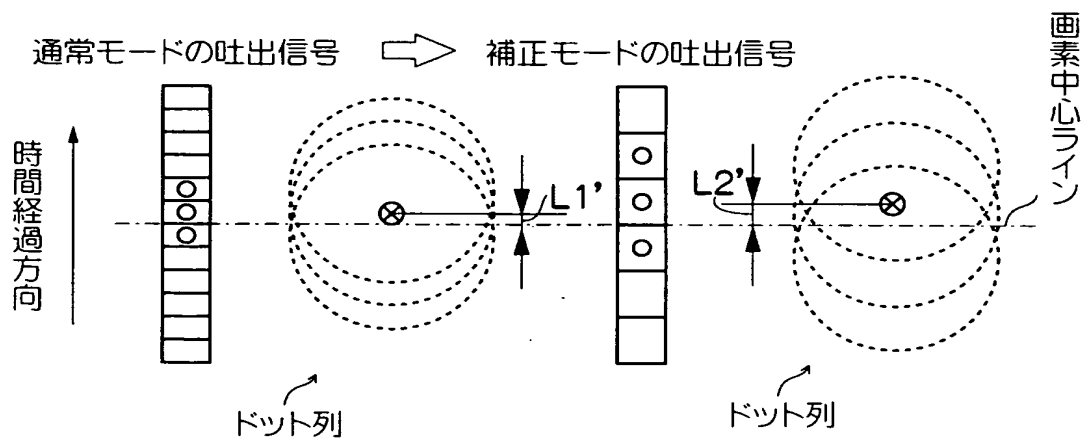 通常モードの吐出信号
補正モードの吐出信号
画素中心ライン
時間経過方向
L1'
L2'
ドット列
ドット列